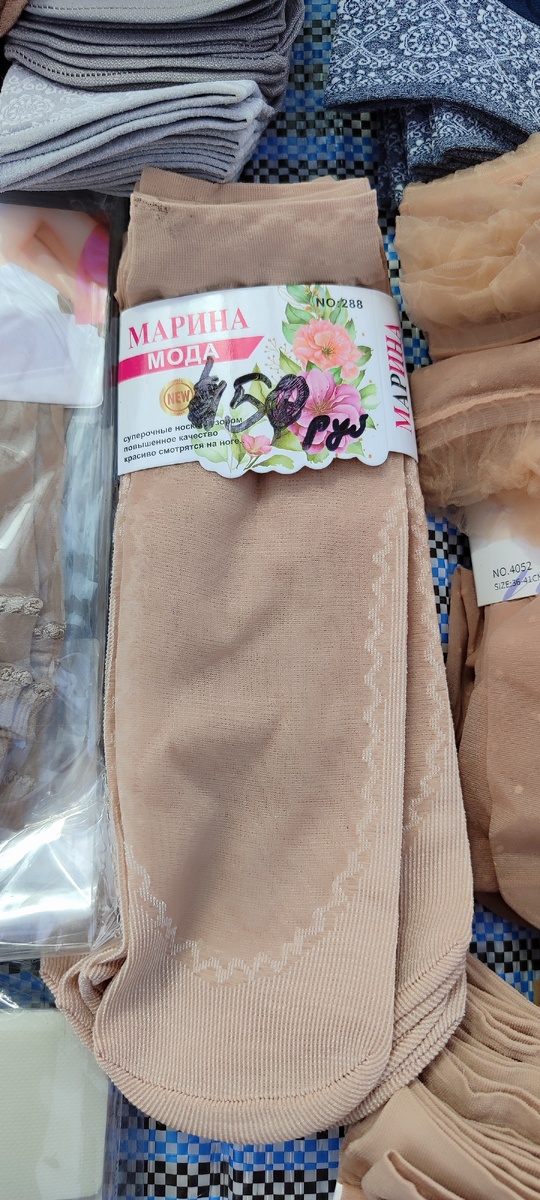 NO:288
МАРИНА
МОДА
МАРИНА
NEW
150
руб
суперочные носки
узором
повышенное качество
красиво смотрятся на ноге
NO.4052
SIZE:36-41CM